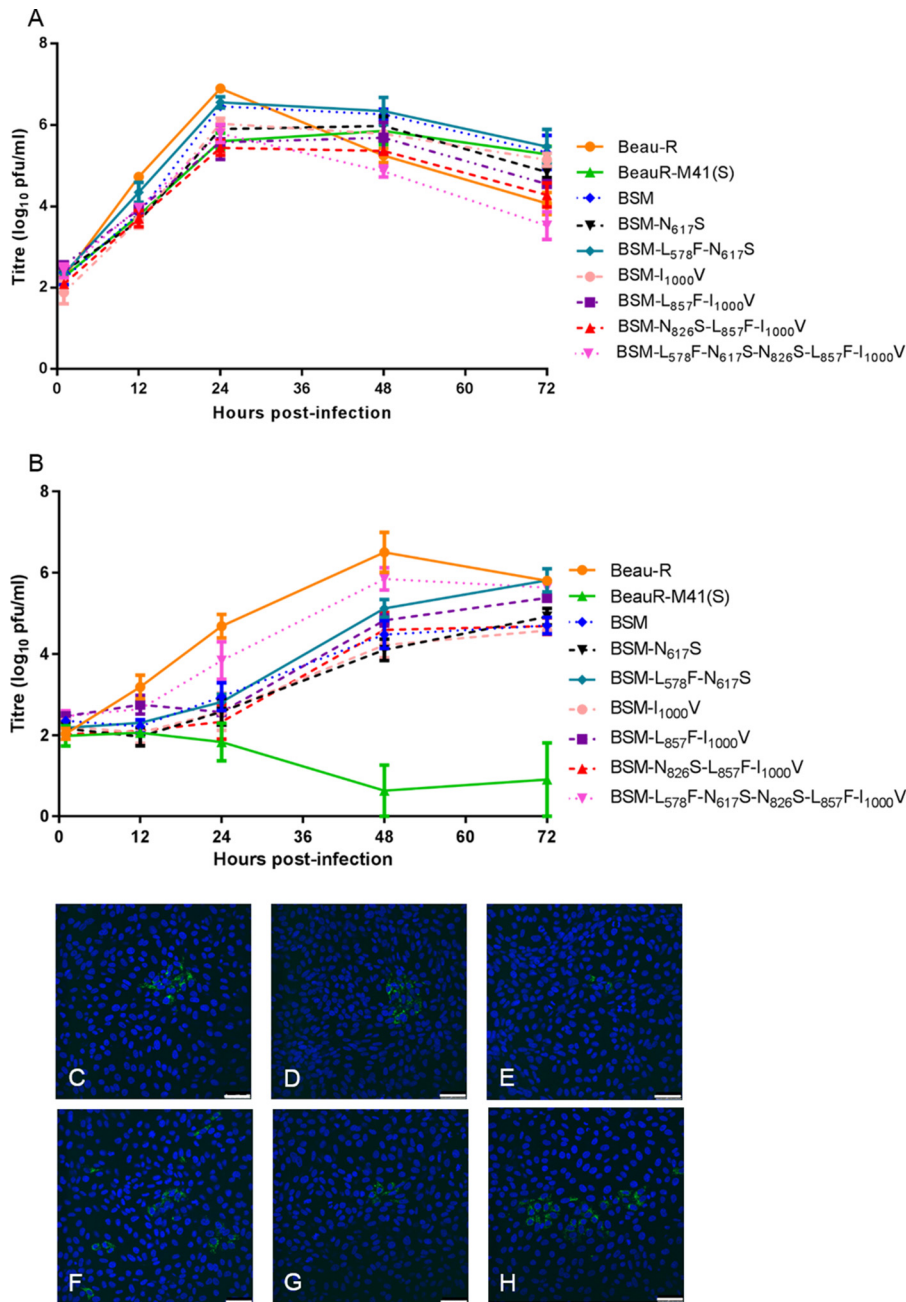 A
Titre (log10 pfu/ml)
8
6
4
2
0
0 12 24 36 48 60 72
Hours post-infection
Beau-R
BeauR-M41(S)
BSM
BSM-N617S
BSM-L578F-N617S
BSM-I1000V
BSM-L857F-I1000V
BSM-N826S-L857F-I1000V
BSM-L578F-N617S-N826S-L857F-I1000V
B
Titre (log10 pfu/ml)
8
6
4
2
0
0 12 24 36 48 60 72
Hours post-infection
Beau-R
BeauR-M41(S)
BSM
BSM-N617S
BSM-L578F-N617S
BSM-I1000V
BSM-L857F-I1000V
BSM-N826S-L857F-I1000V
BSM-L578F-N617S-N826S-L857F-I1000V
C D E
F G H